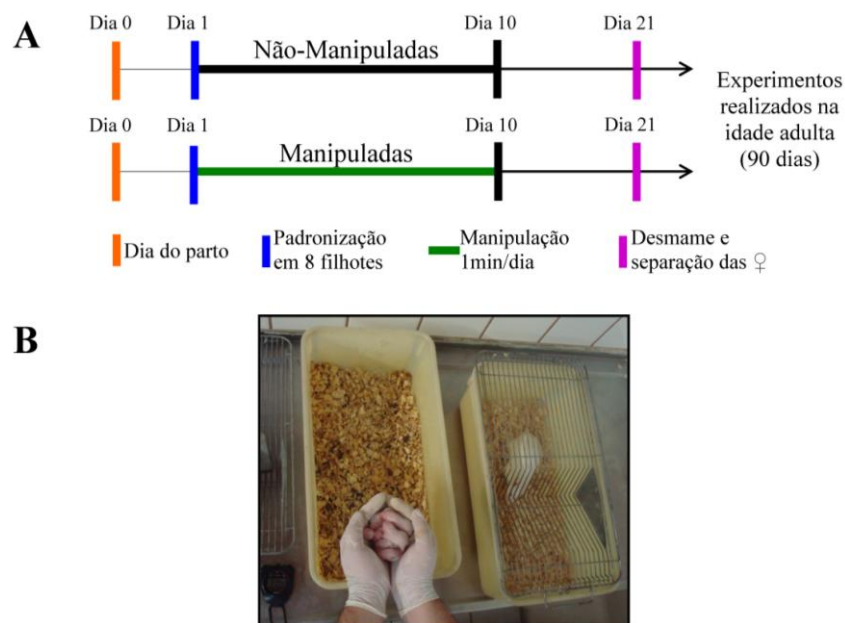 A
Dia 0 Dia 1 Dia 10 Dia 21
Não-Manipuladas
Dia 0 Dia 1 Dia 10 Dia 21
Manipuladas
Experimentos
realizados na
idade adulta
(90 dias)
Dia do parto
Padronização
em 8 filhotes
Manipulação
1min/dia
Desmame e
separação das ♀
B